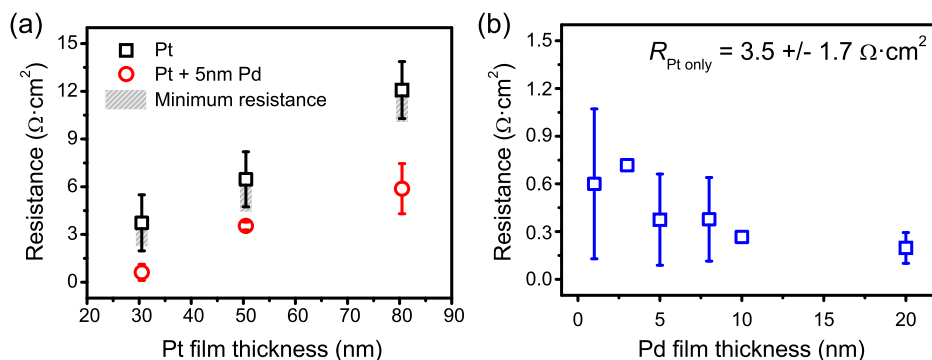 (a)
Pt
Pt + 5nm Pd
Minimum resistance
15
12
9
6
3
0
Resistance (Ω·cm²)
20 30 40 50 60 70 80 90
Pt film thickness (nm)
(b)
R_Pt only = 3.5 +/- 1.7 Ω·cm²
1.5
1.2
0.9
0.6
0.3
0.0
Resistance (Ω·cm²)
0 5 10 15 20
Pd film thickness (nm)